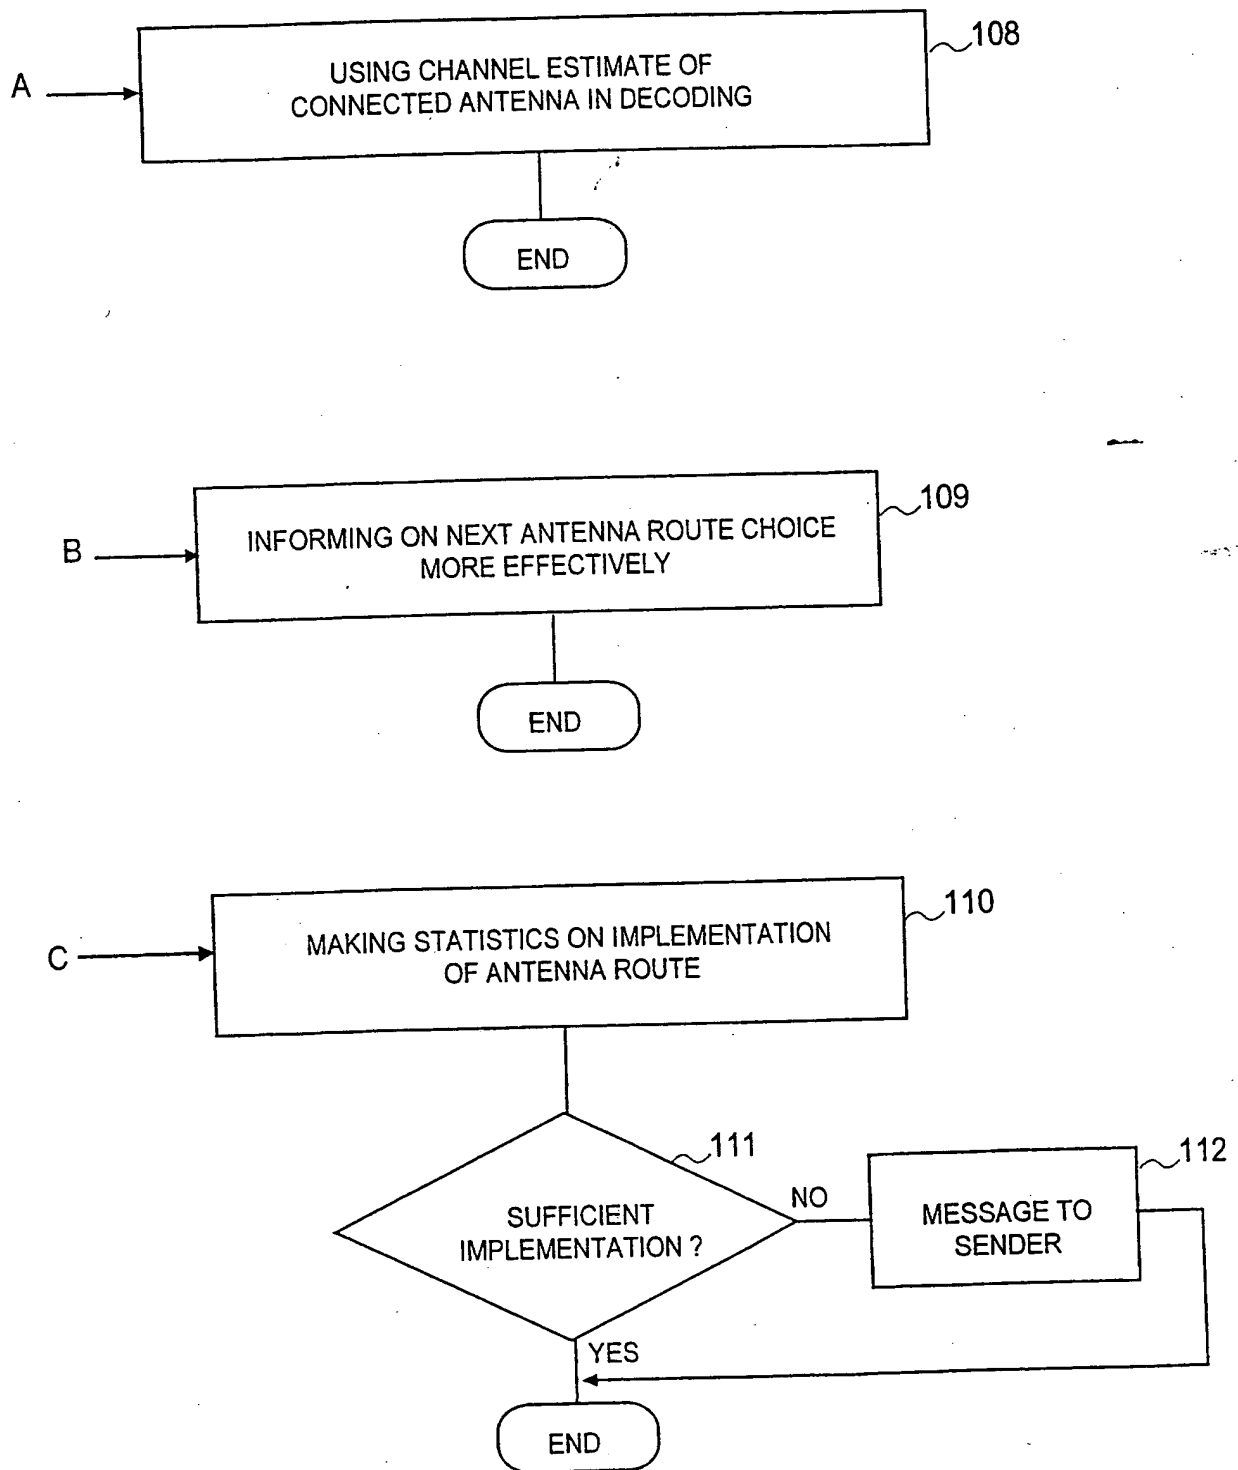 108
USING CHANNEL ESTIMATE OF
CONNECTED ANTENNA IN DECODING
A
END
109
INFORMING ON NEXT ANTENNA ROUTE CHOICE
MORE EFFECTIVELY
B
END
110
MAKING STATISTICS ON IMPLEMENTATION
OF ANTENNA ROUTE
C
111
112
NO
SUFFICIENT
IMPLEMENTATION ?
MESSAGE TO
SENDER
YES
END